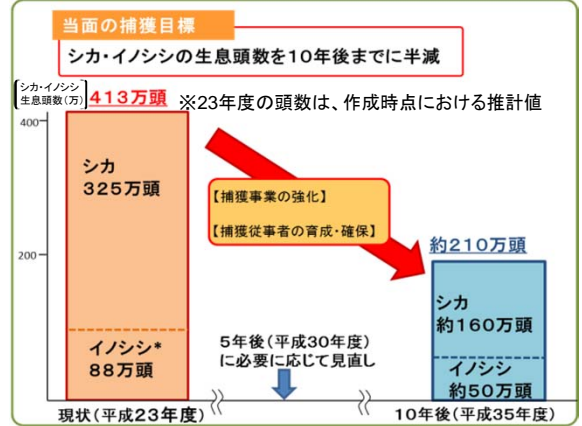 当面の捕獲目標
シカ・イノシシの生息頭数を10年後までに半減
シカ・イノシシ
生息頭数(万)
413万頭
※23年度の頭数は、作成時点における推計値
400
シカ
325万頭
【捕獲事業の強化】
【捕獲従事者の育成・確保】
約210万頭
200
シカ
約160万頭
イノシシ*
88万頭
5年後(平成30年度)
に必要に応じて見直し
イノシシ
約50万頭
0
現状(平成23年度)
10年後(平成35年度)